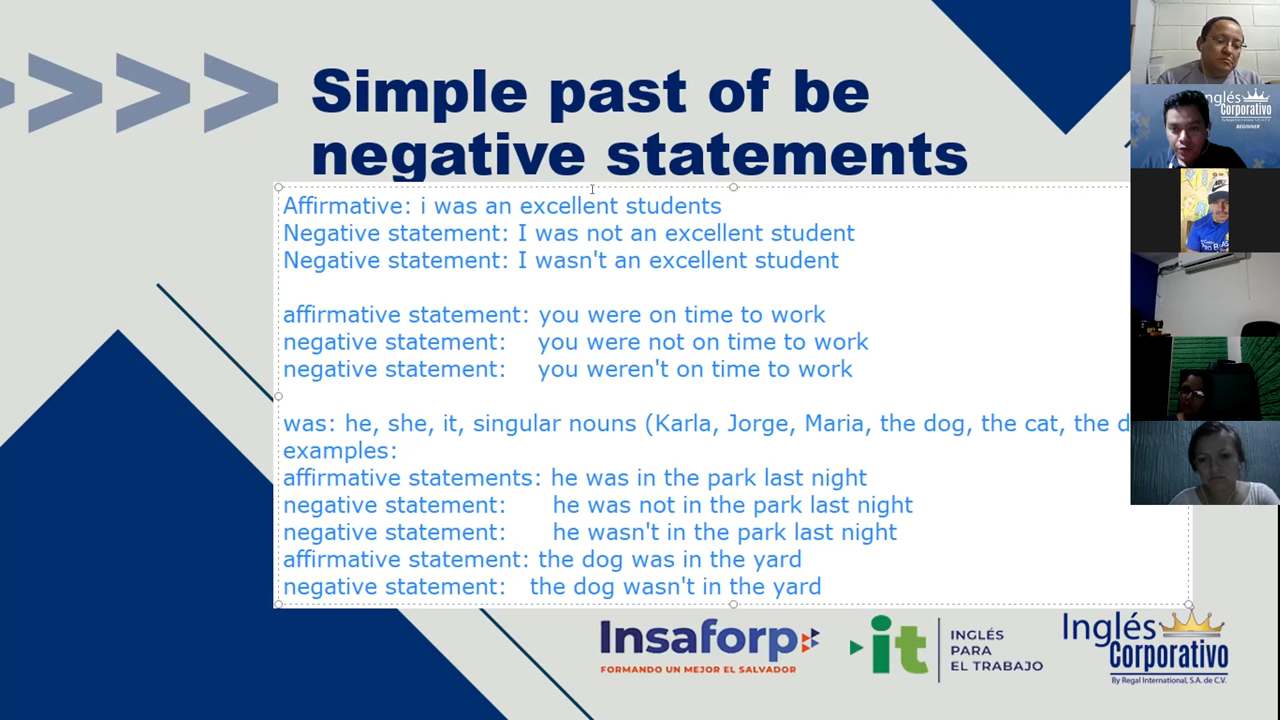 Simple past of be
negative statements
Affirmative: i was an excellent students
Negative statement: I was not an excellent student
Negative statement: I wasn't an excellent student
affirmative statement: you were on time to work
negative statement: you were not on time to work
negative statement: you weren't on time to work
was: he, she, it, singular nouns (Karla, Jorge, Maria, the dog, the cat, the
examples:
affirmative statements: he was in the park last night
negative statement: he was not in the park last night
negative statement: he wasn't in the park last night
affirmative statement: the dog was in the yard
negative statement: the dog wasn't in the yard
Insaforp
FORMANDO UN MEJOR EL SALVADOR
it
INGLÉS
PARA
EL TRABAJO
Inglés
Corporativo
By Regal International, S.A. de C.V.
Corporativo
BEGINNER